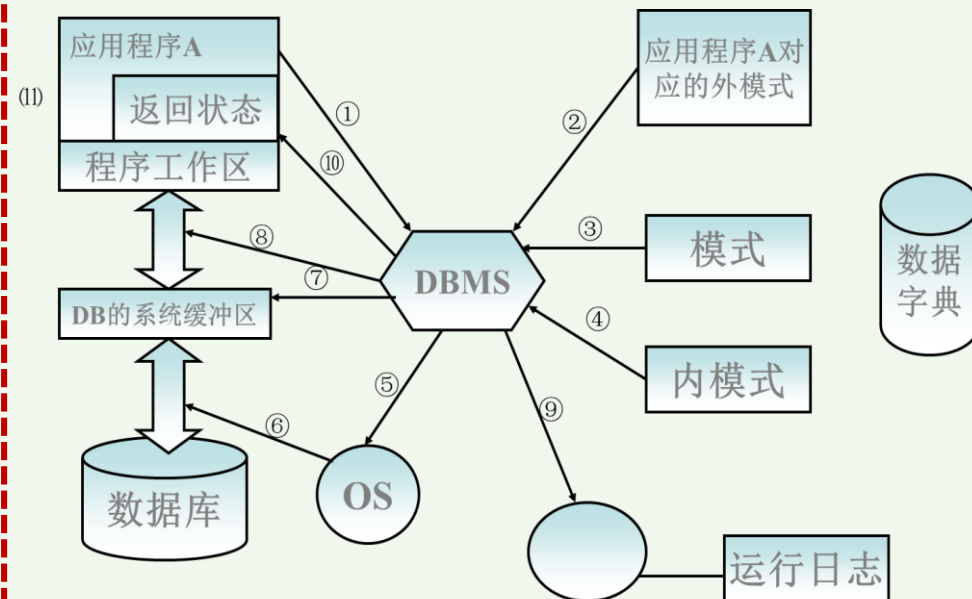 应用程序A
返回状态
程序工作区
⑾
①
②
应用程序A对
应的外模式
⑩
⑧
⑦
③
模式
DBMS
数据
字典
DB的系统缓冲区
④
内模式
⑤
⑥
⑨
OS
数据库
运行日志